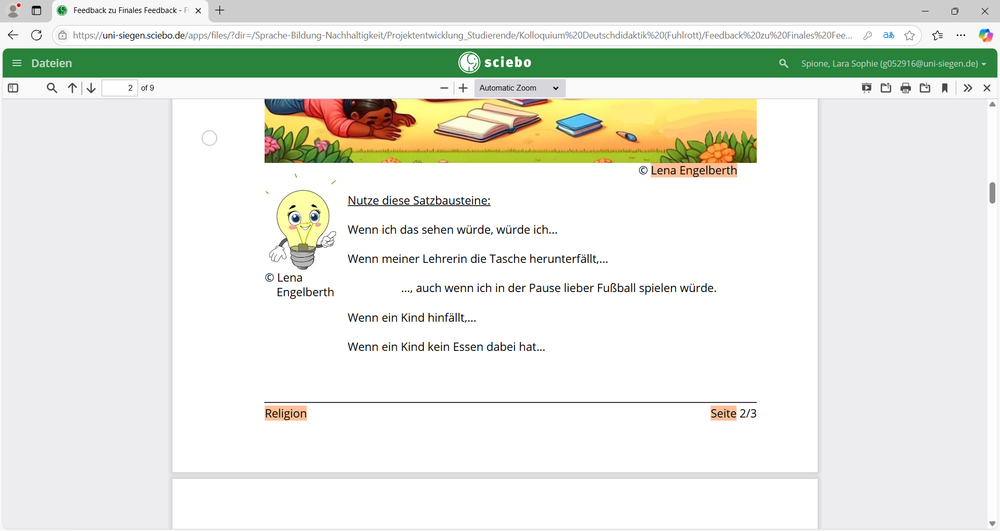 Feedback zu Finales Feedback - Fi
https://uni-siegen.sciebo.de/apps/files/?dir=/Sprache-Bildung-Nachhaltigkeit/Projektentwicklung_Studierende/Kolloquium%20Deutschdidaktik%20(Fuhlrott)/Feedback%20zu%20Finales%20Fee...
Dateien
sciebo
Spione, Lara Sophie (g052916@uni-siegen.de)
2 of 9
Automatic Zoom
© Lena Engelberth
Nutze diese Satzbausteine:
Wenn ich das sehen würde, würde ich...
Wenn meiner Lehrerin die Tasche herunterfällt,...
© Lena
Engelberth
..., auch wenn ich in der Pause lieber Fußball spielen würde.
Wenn ein Kind hinfällt,...
Wenn ein Kind kein Essen dabei hat...
Religion
Seite 2/3